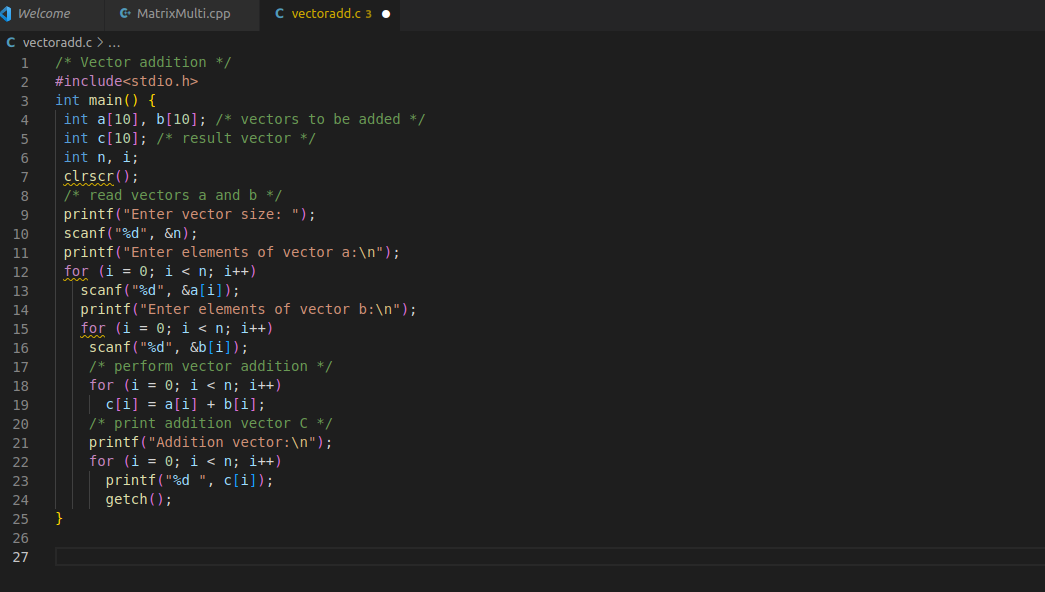 Welcome MatrixMulti.cpp C vectoradd.c 3
C vectoradd.c > ...
1 /* Vector addition */
2 #include<stdio.h>
3 int main() {
4 int a[10], b[10]; /* vectors to be added */
5 int c[10]; /* result vector */
6 int n, i;
7 clrscr();
8 /* read vectors a and b */
9 printf("Enter vector size: ");
10 scanf("%d", &n);
11 printf("Enter elements of vector a:\n");
12 for (i = 0; i < n; i++)
13 scanf("%d", &a[i]);
14 printf("Enter elements of vector b:\n");
15 for (i = 0; i < n; i++)
16 scanf("%d", &b[i]);
17 /* perform vector addition */
18 for (i = 0; i < n; i++)
19 c[i] = a[i] + b[i];
20 /* print addition vector C */
21 printf("Addition vector:\n");
22 for (i = 0; i < n; i++)
23 printf("%d ", c[i]);
24 getch();
25 }
26
27